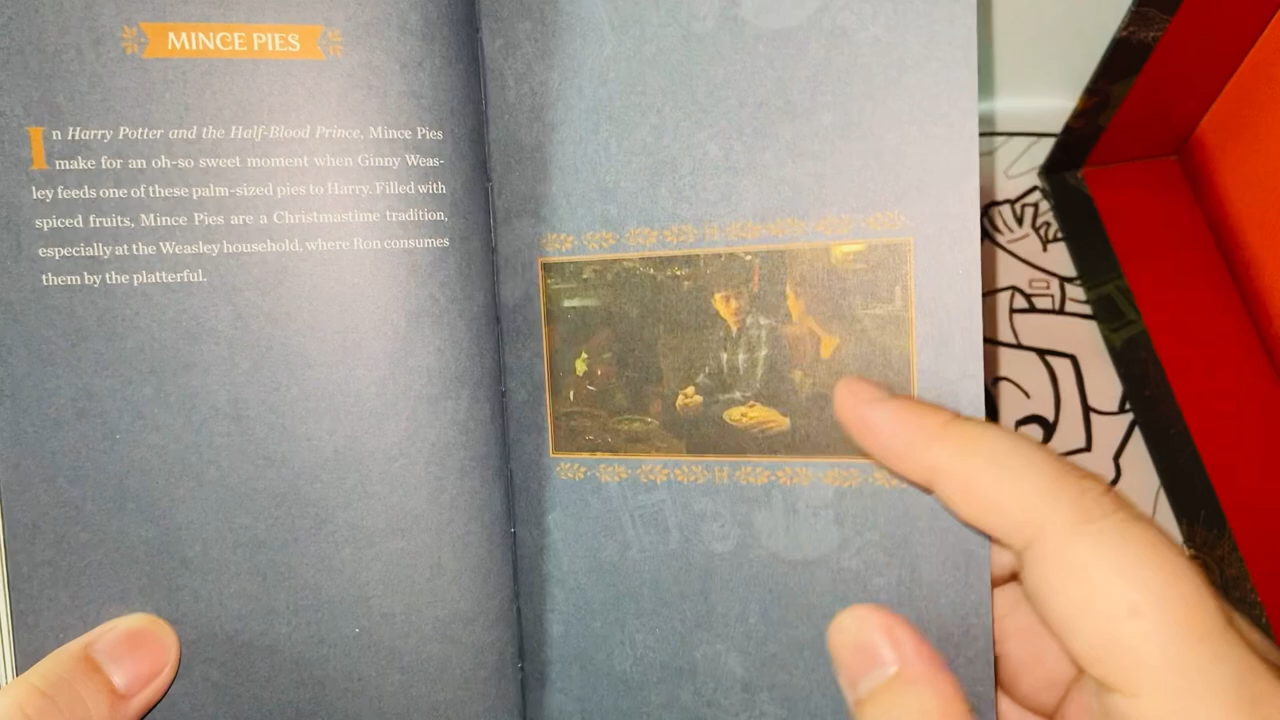 MINCE PIES
In Harry Potter and the Half-Blood Prince, Mince Pies
make for an oh-so sweet moment when Ginny Weas-
ley feeds one of these palm-sized pies to Harry. Filled with
spiced fruits, Mince Pies are a Christmastime tradition,
especially at the Weasley household, where Ron consumes
them by the platterful.
H
H